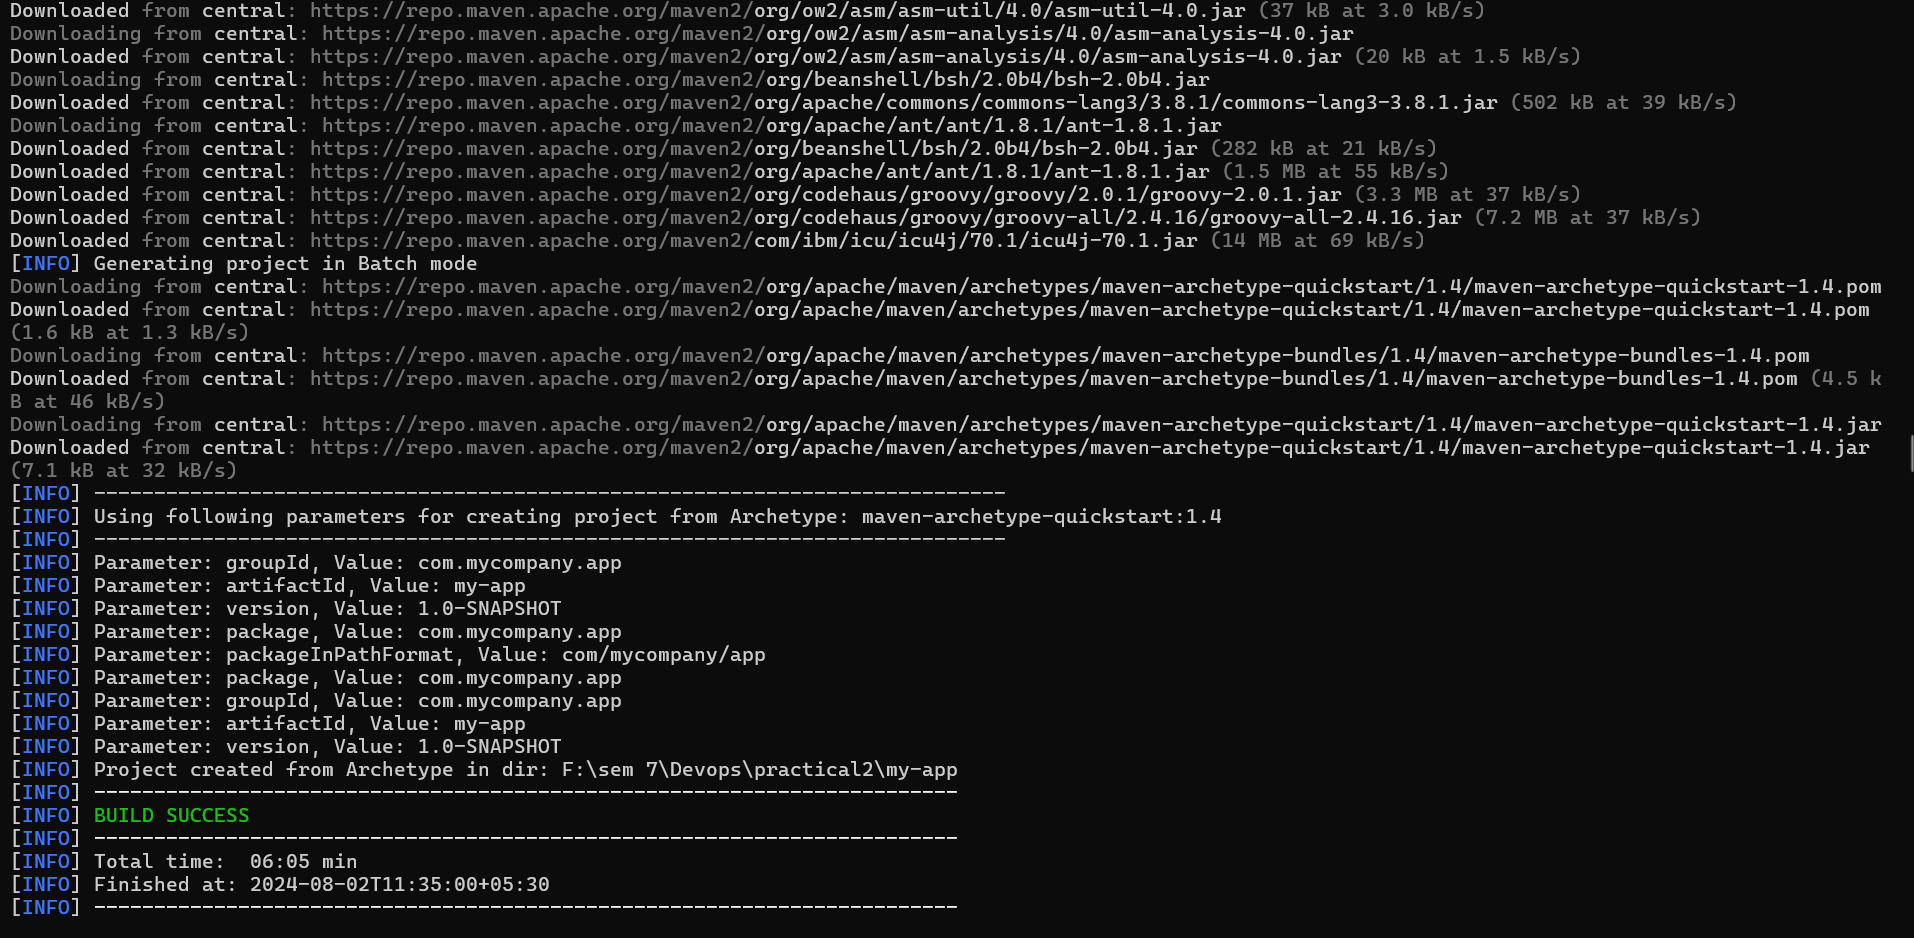 Downloaded from central: https://repo.maven.apache.org/maven2/org/ow2/asm/asm-util/4.0/asm-util-4.0.jar (37 kB at 3.0 kB/s)
Downloading from central: https://repo.maven.apache.org/maven2/org/ow2/asm/asm-analysis/4.0/asm-analysis-4.0.jar
Downloaded from central: https://repo.maven.apache.org/maven2/org/ow2/asm/asm-analysis/4.0/asm-analysis-4.0.jar (20 kB at 1.5 kB/s)
Downloading from central: https://repo.maven.apache.org/maven2/org/beanshell/bsh/2.0b4/bsh-2.0b4.jar
Downloaded from central: https://repo.maven.apache.org/maven2/org/apache/commons/commons-lang3/3.8.1/commons-lang3-3.8.1.jar (502 kB at 39 kB/s)
Downloading from central: https://repo.maven.apache.org/maven2/org/apache/ant/ant/1.8.1/ant-1.8.1.jar
Downloaded from central: https://repo.maven.apache.org/maven2/org/beanshell/bsh/2.0b4/bsh-2.0b4.jar (282 kB at 21 kB/s)
Downloaded from central: https://repo.maven.apache.org/maven2/org/apache/ant/ant/1.8.1/ant-1.8.1.jar (1.5 MB at 55 kB/s)
Downloaded from central: https://repo.maven.apache.org/maven2/org/codehaus/groovy/groovy/2.0.1/groovy-2.0.1.jar (3.3 MB at 37 kB/s)
Downloaded from central: https://repo.maven.apache.org/maven2/org/codehaus/groovy/groovy-all/2.4.16/groovy-all-2.4.16.jar (7.2 MB at 37 kB/s)
Downloaded from central: https://repo.maven.apache.org/maven2/com/ibm/icu/icu4j/70.1/icu4j-70.1.jar (14 MB at 69 kB/s)
[INFO] Generating project in Batch mode
Downloading from central: https://repo.maven.apache.org/maven2/org/apache/maven/archetypes/maven-archetype-quickstart/1.4/maven-archetype-quickstart-1.4.pom
Downloaded from central: https://repo.maven.apache.org/maven2/org/apache/maven/archetypes/maven-archetype-quickstart/1.4/maven-archetype-quickstart-1.4.pom
(1.6 kB at 1.3 kB/s)
Downloading from central: https://repo.maven.apache.org/maven2/org/apache/maven/archetypes/maven-archetype-bundles/1.4/maven-archetype-bundles-1.4.pom
Downloaded from central: https://repo.maven.apache.org/maven2/org/apache/maven/archetypes/maven-archetype-bundles/1.4/maven-archetype-bundles-1.4.pom (4.5 k
B at 46 kB/s)
Downloading from central: https://repo.maven.apache.org/maven2/org/apache/maven/archetypes/maven-archetype-quickstart/1.4/maven-archetype-quickstart-1.4.jar
Downloaded from central: https://repo.maven.apache.org/maven2/org/apache/maven/archetypes/maven-archetype-quickstart/1.4/maven-archetype-quickstart-1.4.jar
(7.1 kB at 32 kB/s)
[INFO] ----------------------------------------------------------------------------
[INFO] Using following parameters for creating project from Archetype: maven-archetype-quickstart:1.4
[INFO] ----------------------------------------------------------------------------
[INFO] Parameter: groupId, Value: com.mycompany.app
[INFO] Parameter: artifactId, Value: my-app
[INFO] Parameter: version, Value: 1.0-SNAPSHOT
[INFO] Parameter: package, Value: com.mycompany.app
[INFO] Parameter: packageInPathFormat, Value: com/mycompany/app
[INFO] Parameter: package, Value: com.mycompany.app
[INFO] Parameter: groupId, Value: com.mycompany.app
[INFO] Parameter: artifactId, Value: my-app
[INFO] Parameter: version, Value: 1.0-SNAPSHOT
[INFO] Project created from Archetype in dir: F:\sem 7\Devops\practical2\my-app
[INFO] ------------------------------------------------------------------------
[INFO] BUILD SUCCESS
[INFO] ------------------------------------------------------------------------
[INFO] Total time:  06:05 min
[INFO] Finished at: 2024-08-02T11:35:00+05:30
[INFO] ------------------------------------------------------------------------